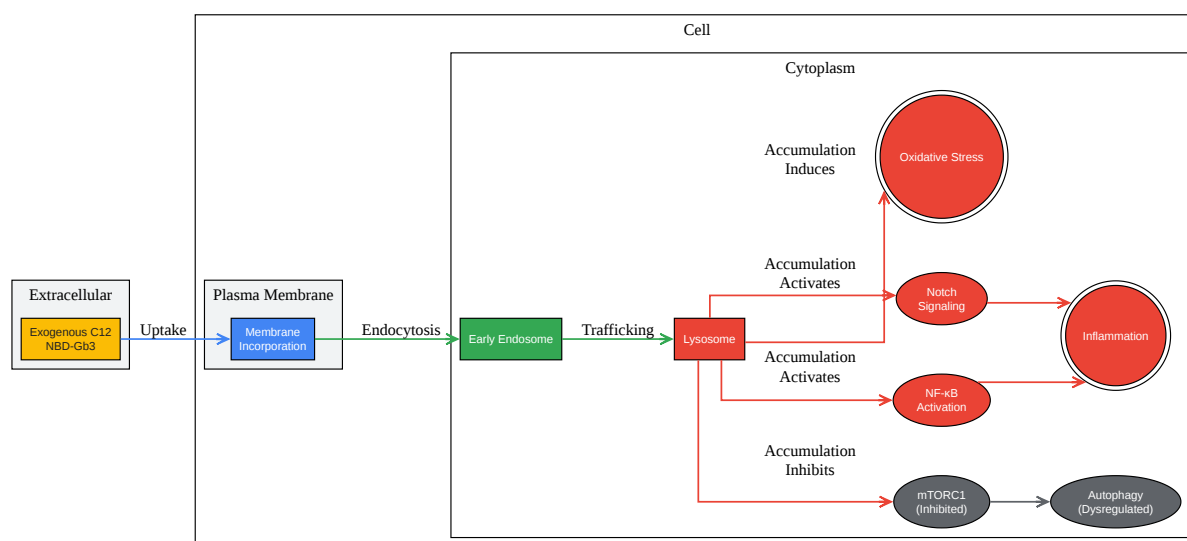 Cell
Cytoplasm
Accumulation
Induces
Oxidative Stress
Extracellular
Exogenous C12
NBD-Gb3
Uptake
Plasma Membrane
Membrane
Incorporation
Endocytosis
Early Endosome
Trafficking
Lysosome
Accumulation
Activates
Notch
Signaling
Inflammation
Accumulation
Activates
NF-κB
Activation
Accumulation
Inhibits
mTORC1
(Inhibited)
Autophagy
(Dysregulated)